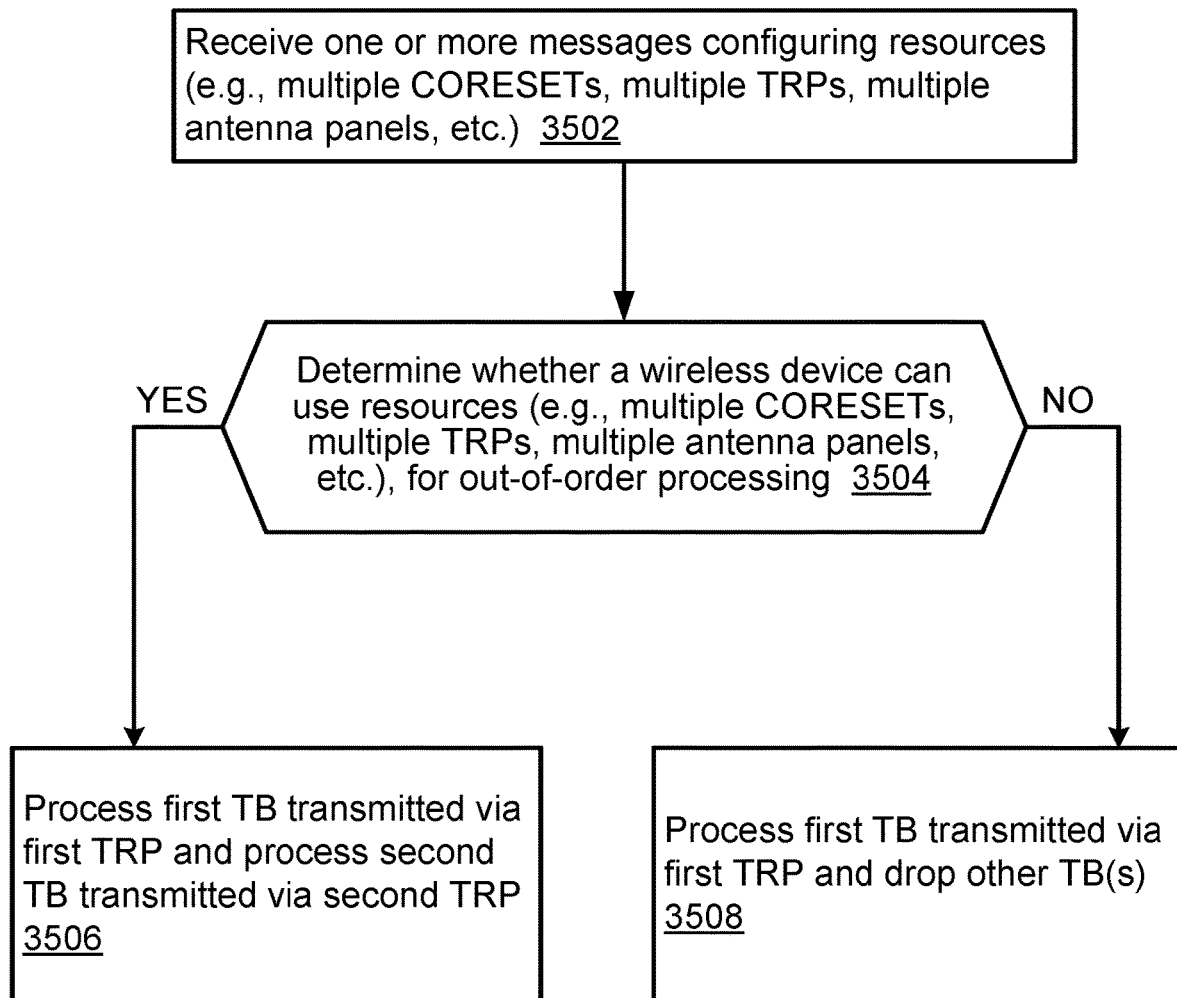 Receive one or more messages configuring resources
(e.g., multiple CORESETs, multiple TRPs, multiple
antenna panels, etc.) 3502
Determine whether a wireless device can
use resources (e.g., multiple CORESETs,
multiple TRPs, multiple antenna panels,
etc.), for out-of-order processing 3504
YES
NO
Process first TB transmitted via
first TRP and process second
TB transmitted via second TRP
3506
Process first TB transmitted via
first TRP and drop other TB(s)
3508